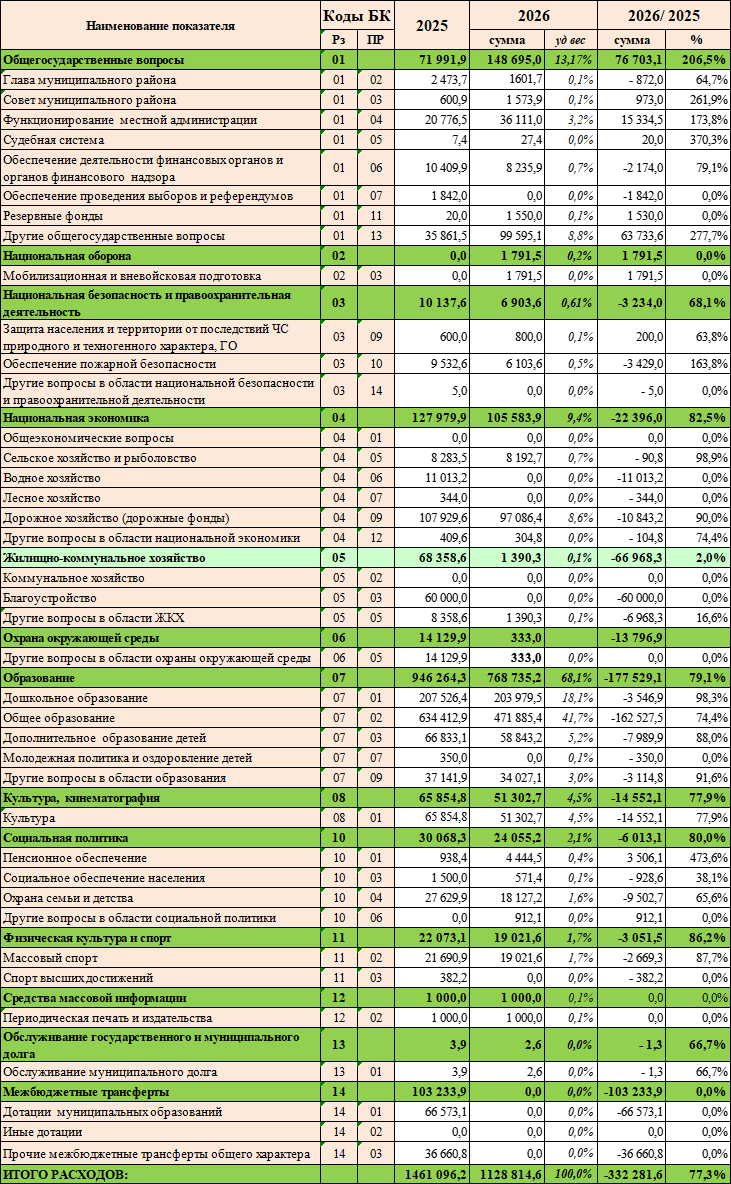 Наименование показателя Коды БК 2025 2026 2026/ 2025
Рз ПР сумма уд вес сумма %
Общегосударственные вопросы 01 71 991,9 148 695,0 13,17% 76 703,1 206,5%
Глава муниципального района 01 02 2 473,7 1601,7 0,1% - 872,0 64,7%
Совет муниципального района 01 03 600,9 1 573,9 0,1% 973,0 261,9%
Функционирование местной администрации 01 04 20 776,5 36 111,0 3,2% 15 334,5 173,8%
Судебная система 01 05 7,4 27,4 0,0% 20,0 370,3%
Обеспечение деятельности финансовых органов и
органов финансового надзора 01 06 10 409,9 8 235,9 0,7% -2 174,0 79,1%
Обеспечение проведения выборов и референдумов 01 07 1 842,0 0,0 0,0% -1 842,0 0,0%
Резервные фонды 01 11 20,0 1 550,0 0,1% 1 530,0 0,0%
Другие общегосударственные вопросы 01 13 35 861,5 99 595,1 8,8% 63 733,6 277,7%
Национальная оборона 02 0,0 1 791,5 0,2% 1 791,5 0,0%
Мобилизационная и вневойсковая подготовка 02 03 0,0 1 791,5 0,0% 1 791,5 0,0%
Национальная безопасность и правоохранительная
деятельность 03 10 137,6 6 903,6 0,61% -3 234,0 68,1%
Защита населения и территории от последствий ЧС
природного и техногенного характера, ГО 03 09 600,0 800,0 0,1% 200,0 63,8%
Обеспечение пожарной безопасности 03 10 9 532,6 6 103,6 0,5% -3 429,0 163,8%
Другие вопросы в области национальной безопасности
и правоохранительной деятельности 03 14 5,0 0,0 0,0% - 5,0 0,0%
Национальная экономика 04 127 979,9 105 583,9 9,4% -22 396,0 82,5%
Общеэкономические вопросы 04 01 0,0 0,0 0,0% 0,0 0,0%
Сельское хозяйство и рыболовство 04 05 8 283,5 8 192,7 0,7% - 90,8 98,9%
Водное хозяйство 04 06 11 013,2 0,0 0,0% -11 013,2 0,0%
Лесное хозяйство 04 07 344,0 0,0 0,0% - 344,0 0,0%
Дорожное хозяйство (дорожные фонды) 04 09 107 929,6 97 086,4 8,6% -10 843,2 90,0%
Другие вопросы в области национальной экономики 04 12 409,6 304,8 0,0% - 104,8 74,4%
Жилищно-коммунальное хозяйство 05 68 358,6 1 390,3 0,1% -66 968,3 2,0%
Коммунальное хозяйство 05 02 0,0 0,0 0,0% 0,0 0,0%
Благоустройство 05 03 60 000,0 0,0 0,0% -60 000,0 0,0%
Другие вопросы в области ЖКХ 05 05 8 358,6 1 390,3 0,1% -6 968,3 16,6%
Охрана окружающей среды 06 14 129,9 333,0 -13 796,9
Другие вопросы в области охраны окружающей среды 06 05 14 129,9 333,0 0,0% 0,0 0,0%
Образование 07 946 264,3 768 735,2 68,1% -177 529,1 79,1%
Дошкольное образование 07 01 207 526,4 203 979,5 18,1% -3 546,9 98,3%
Общее образование 07 02 634 412,9 471 885,4 41,7% -162 527,5 74,4%
Дополнительное образование детей 07 03 66 833,1 58 843,2 5,2% -7 989,9 88,0%
Молодежная политика и оздоровление детей 07 07 350,0 0,0 0,1% - 350,0 0,0%
Другие вопросы в области образования 07 09 37 141,9 34 027,1 3,0% -3 114,8 91,6%
Культура, кинематография 08 65 854,8 51 302,7 4,5% -14 552,1 77,9%
Культура 08 01 65 854,8 51 302,7 4,5% -14 552,1 77,9%
Социальная политика 10 30 068,3 24 055,2 2,1% -6 013,1 80,0%
Пенсионное обеспечение 10 01 938,4 4 444,5 0,4% 3 506,1 473,6%
Социальное обеспечение населения 10 03 1 500,0 571,4 0,1% - 928,6 38,1%
Охрана семьи и детства 10 04 27 629,9 18 127,2 1,6% -9 502,7 65,6%
Другие вопросы в области социальной политики 10 06 0,0 912,1 0,0% 912,1 0,0%
Физическая культура и спорт 11 22 073,1 19 021,6 1,7% -3 051,5 86,2%
Массовый спорт 11 02 21 690,9 19 021,6 1,7% -2 669,3 87,7%
Спорт высших достижений 11 03 382,2 0,0 0,0% - 382,2 0,0%
Средства массовой информации 12 1 000,0 1 000,0 0,1% 0,0 0,0%
Периодическая печать и издательства 12 02 1 000,0 1 000,0 0,1% 0,0 0,0%
Обслуживание государственного и муниципального
долга 13 3,9 2,6 0,0% - 1,3 66,7%
Обслуживание муниципального долга 13 01 3,9 2,6 0,0% - 1,3 66,7%
Межбюджетные трансферты 14 103 233,9 0,0 0,0% -103 233,9 0,0%
Дотации муниципальных образований 14 01 66 573,1 0,0 0,0% -66 573,1 0,0%
Иные дотации 14 02 0,0 0,0 0,0% 0,0 0,0%
Прочие межбюджетные трансферты общего характера 14 03 36 660,8 0,0 0,0% -36 660,8 0,0%
ИТОГО РАСХОДОВ: 1461 096,2 1128 814,6 100,0% -332 281,6 77,3%